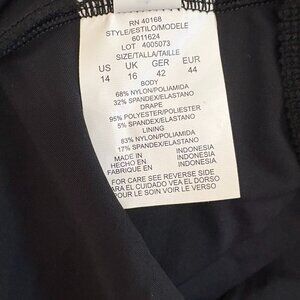 RN 40168
STYLE/ESTILO/MODELE
6011624
LOT 4005073
SIZE/TALLA/TAILLE
US UK GER EUR
14 16 42 44
BODY
68% NYLON/POLIAMIDA
32% SPANDEX/ELASTANO
DRAPE
95% POLYESTER/POLIESTER
5% SPANDEX/ELASTANO
LINING
83% NYLON/POLIAMIDA
17% SPANDEX/ELASTANO
MADE IN INDONESIA
HECHO EN INDONESIA
FABRIQUE EN INDONESIA
FOR CARE SEE REVERSE
PARA EL CUIDADO VEA EL DORSO
POUR LE SOIN VOIR LE VERSO